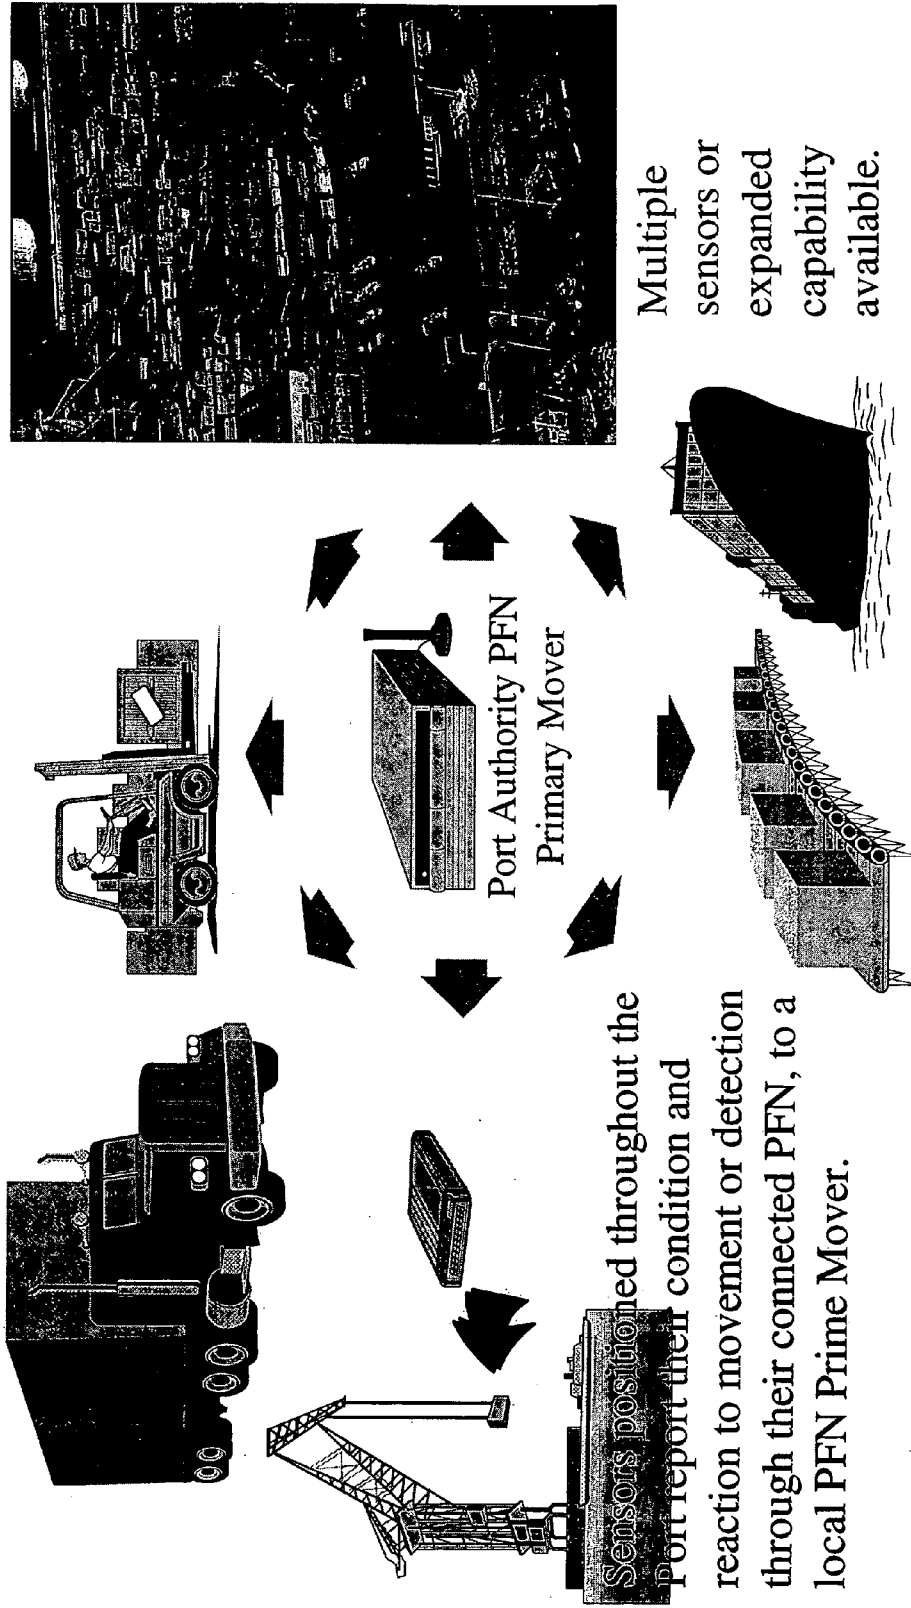 Port Authority PFN
Primary Mover
Multiple
sensors or
expanded
capability
available.
Sensors positioned throughout the
Port report their condition and
reaction to movement or detection
through their connected PFN, to a
local PFN Prime Mover.